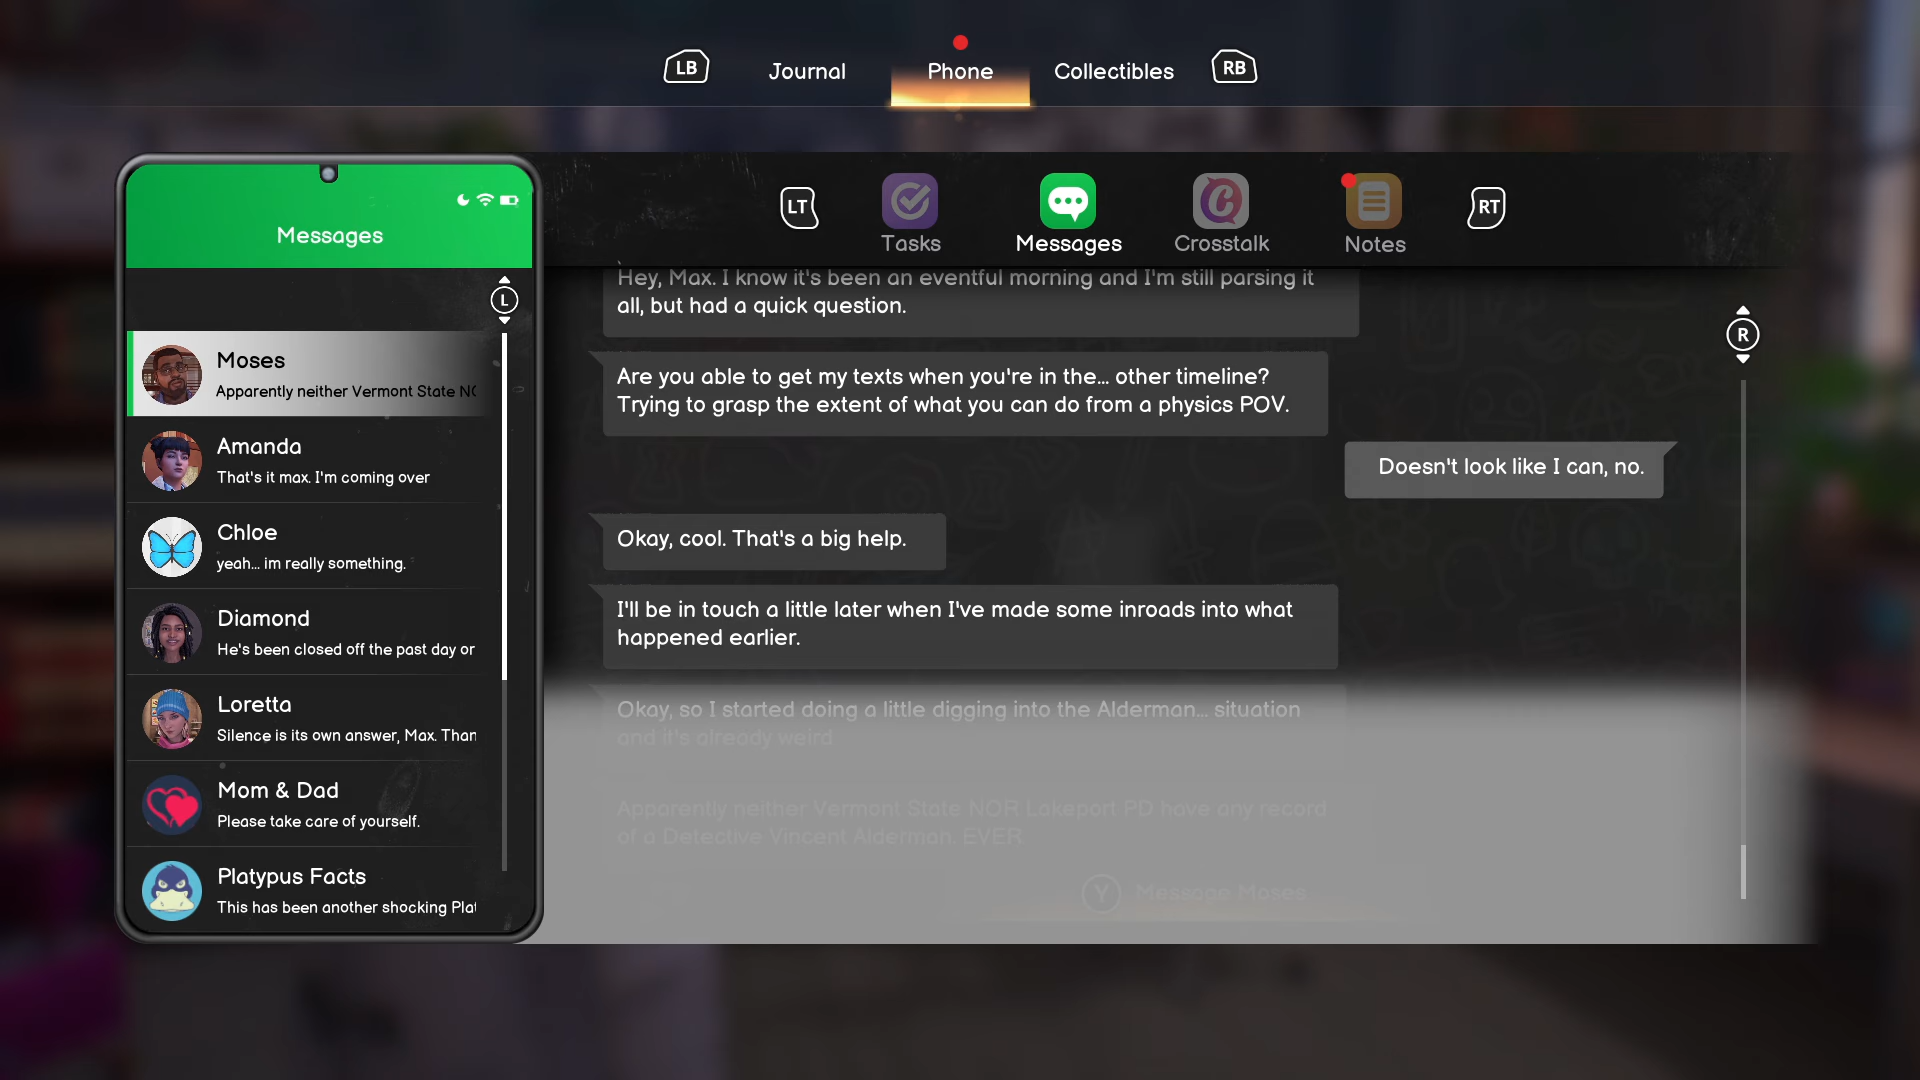 LB
Journal
Phone
Collectibles
RB
Messages
LT
Tasks
Messages
Crosstalk
Notes
RT
L
Moses
Apparently neither Vermont State NO
Amanda
That's it max. I'm coming over
Chloe
yeah... im really something.
Diamond
He's been closed off the past day or
Loretta
Silence is its own answer, Max. Than
Mom & Dad
Please take care of yourself.
Platypus Facts
This has been another shocking Plat
Hey, Max. I know it's been an eventful morning and I'm still parsing it
all, but had a quick question.
Are you able to get my texts when you're in the... other timeline?
Trying to grasp the extent of what you can do from a physics POV.
Doesn't look like I can, no.
Okay, cool. That's a big help.
I'll be in touch a little later when I've made some inroads into what
happened earlier.
Okay, so I started doing a little digging into the Alderman... situation
and it's already weird
Apparently neither Vermont State NOR Lakeport PD have any record
of a Detective Vincent Alderman. EVER
Y
Message Moses
R